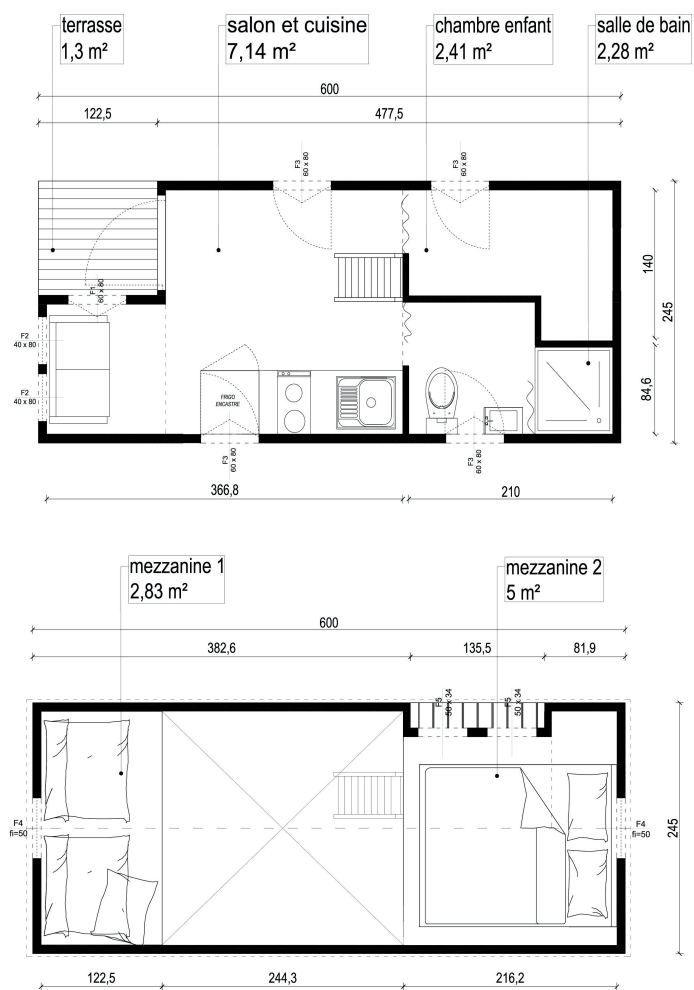 terrasse
1,3 m²
salon et cuisine
7,14 m²
chambre enfant
2,41 m²
salle de bain
2,28 m²
600
122,5
477,5
F3
60 x 80
F3
60 x 80
140
245
84,6
F1
60 x 80
F2
40 x 80
F2
40 x 80
FRIGO
ENCASTRE
F3
60 x 80
F3
60 x 80
366,8
210
mezzanine 1
2,83 m²
mezzanine 2
5 m²
600
382,6
135,5
81,9
F5
50 x 34
F5
50 x 34
F4
fi=50
F4
fi=50
245
122,5
244,3
216,2